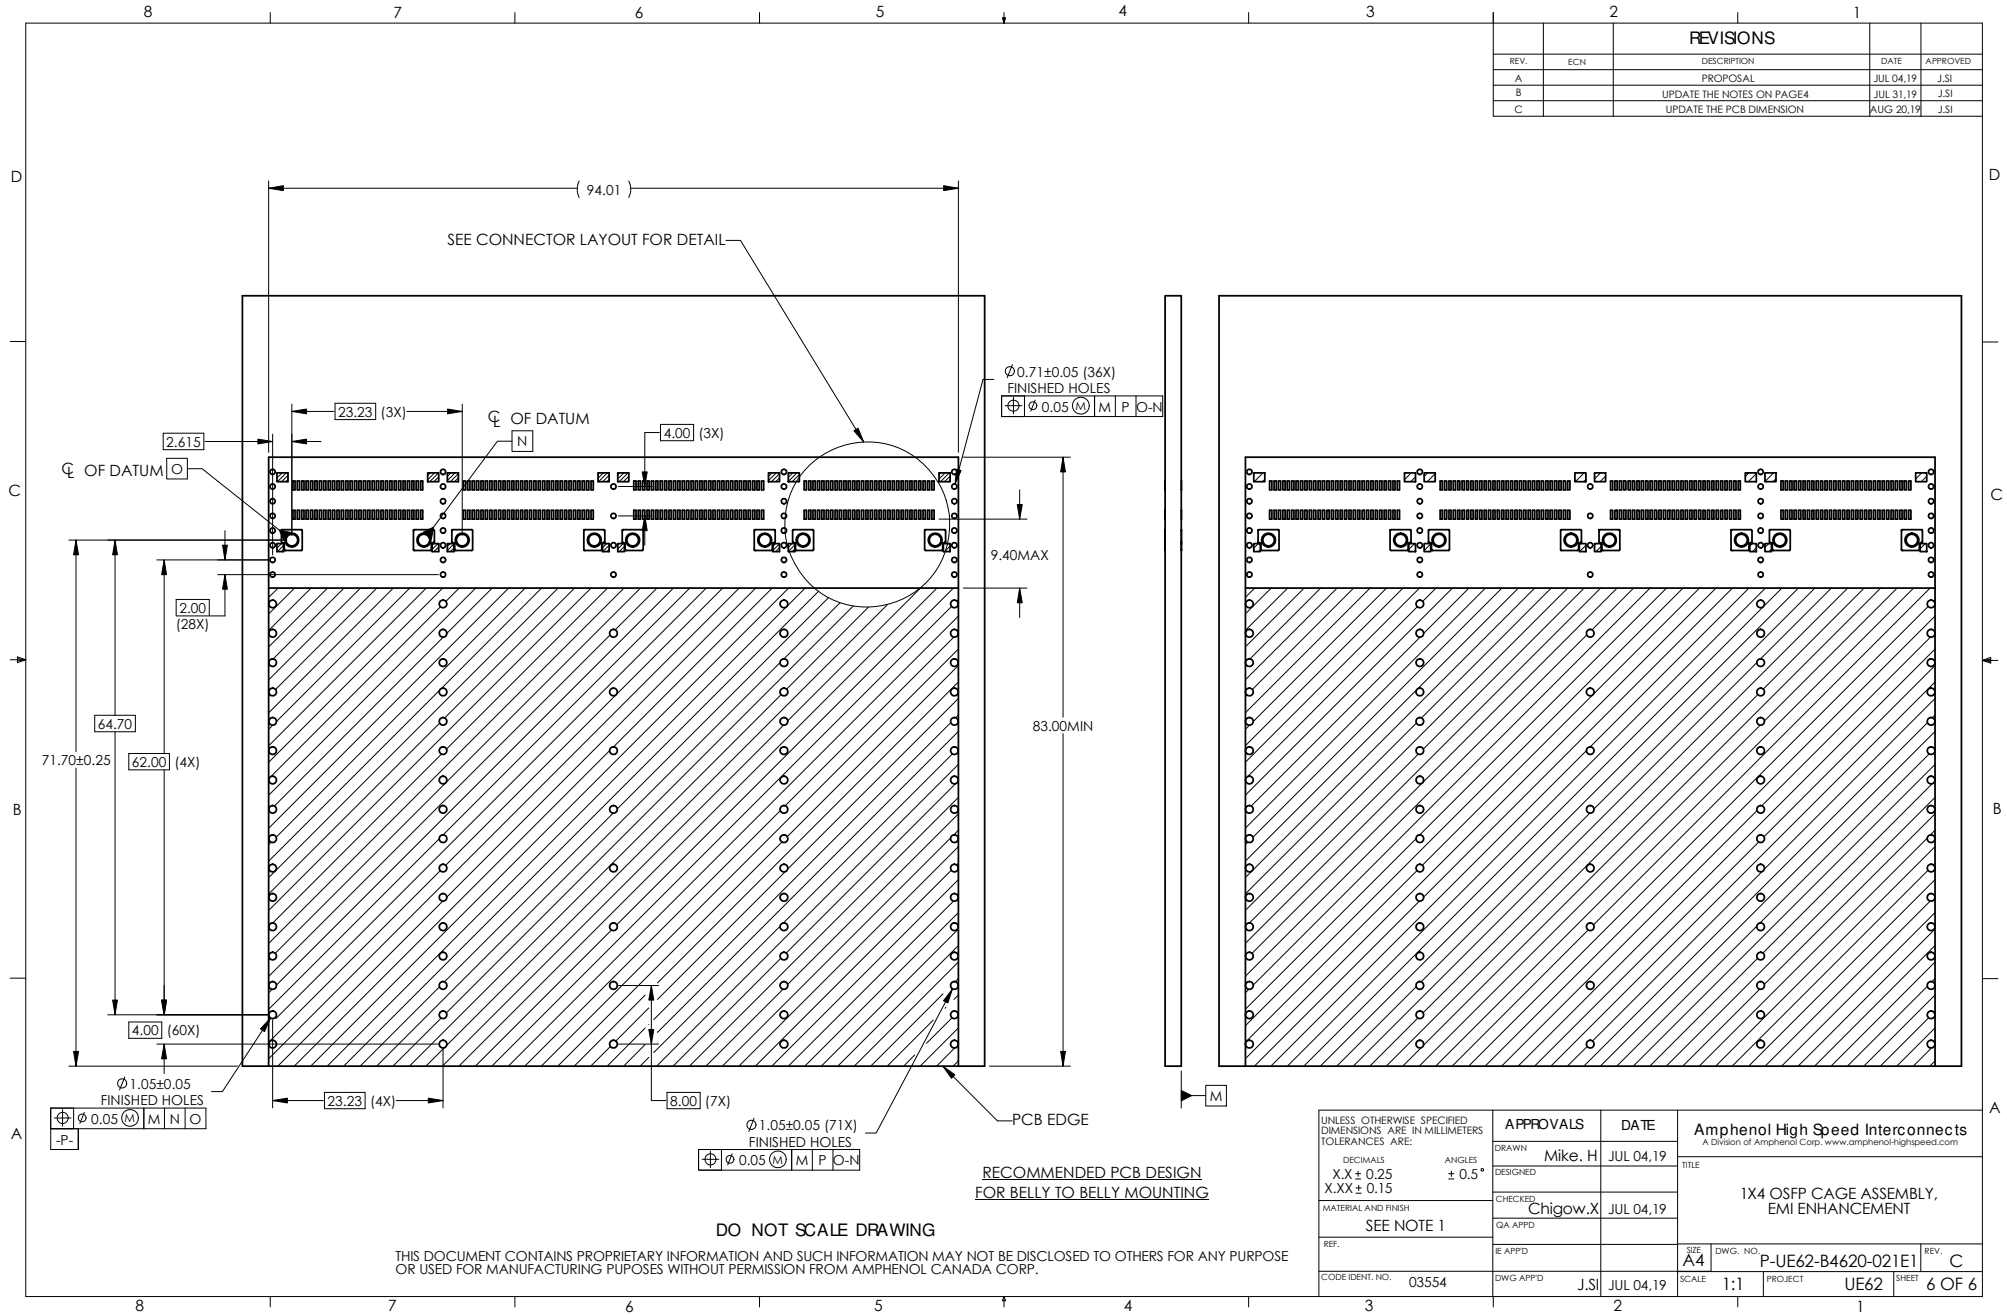 8 7 6 5 4 3 2 1
REVISIONS
REV. ECN DESCRIPTION DATE APPROVED
A PROPOSAL JUL 04,19 J.SI
B UPDATE THE NOTES ON PAGE4 JUL 31,19 J.SI
C UPDATE THE PCB DIMENSION AUG 20,19 J.SI
D D
( 94.01 )
SEE CONNECTOR LAYOUT FOR DETAIL
Ø0.71±0.05 (36X)
FINISHED HOLES
⌖ Ø 0.05 Ⓜ M P O-N
23.23 (3X)
℄ OF DATUM
N
4.00 (3X)
2.615
℄ OF DATUM O
C C
9.40MAX
2.00
(28X)
64.70
83.00MIN
71.70±0.25
62.00 (4X)
B B
4.00 (60X)
Ø1.05±0.05
FINISHED HOLES
⌖ Ø 0.05 Ⓜ M N O
-P-
23.23 (4X)
8.00 (7X)
M
PCB EDGE
Ø1.05±0.05 (71X)
FINISHED HOLES
⌖ Ø 0.05 Ⓜ M P O-N
A A
RECOMMENDED PCB DESIGN
FOR BELLY TO BELLY MOUNTING
DO NOT SCALE DRAWING
THIS DOCUMENT CONTAINS PROPRIETARY INFORMATION AND SUCH INFORMATION MAY NOT BE DISCLOSED TO OTHERS FOR ANY PURPOSE
OR USED FOR MANUFACTURING PUPOSES WITHOUT PERMISSION FROM AMPHENOL CANADA CORP.
UNLESS OTHERWISE SPECIFIED
DIMENSIONS ARE IN MILLIMETERS
TOLERANCES ARE:
DECIMALS ANGLES
X.X ± 0.25 ± 0.5°
X.XX ± 0.15
MATERIAL AND FINISH
SEE NOTE 1
REF.
CODE IDENT. NO. 03554
APPROVALS DATE
DRAWN Mike. H JUL 04,19
DESIGNED
CHECKED Chigow.X JUL 04,19
QA APPD
IE APP'D
DWG APP'D J.SI JUL 04,19
Amphenol High Speed Interconnects
A Division of Amphenol Corp. www.amphenol-highspeed.com
TITLE
1X4 OSFP CAGE ASSEMBLY,
EMI ENHANCEMENT
SIZE A4 DWG. NO. P-UE62-B4620-021E1 REV. C
SCALE 1:1 PROJECT UE62 SHEET 6 OF 6
8 7 6 5 4 3 2 1